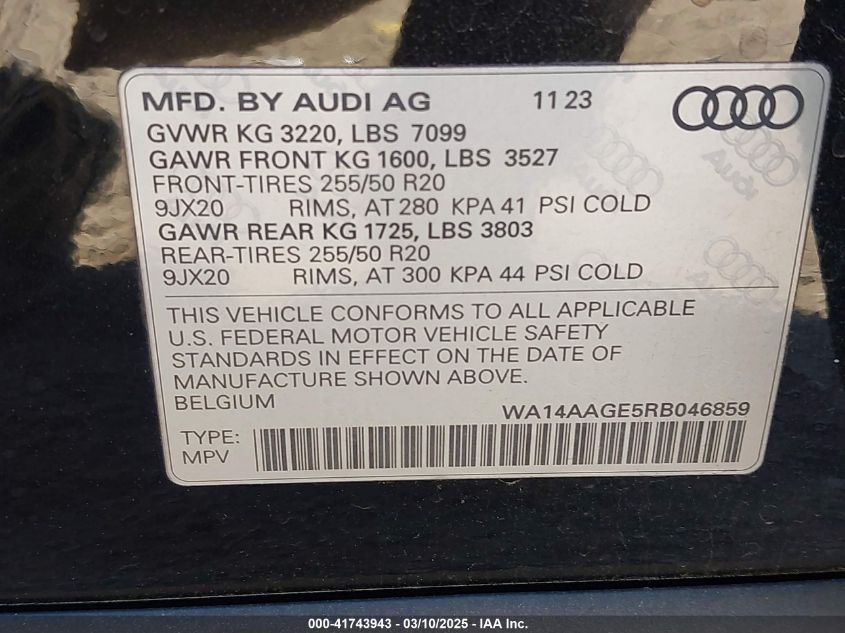 MFD. BY AUDI AG 11 23
GVWR KG 3220, LBS 7099
GAWR FRONT KG 1600, LBS 3527
FRONT-TIRES 255/50 R20
9JX20 RIMS, AT 280 KPA 41 PSI COLD
GAWR REAR KG 1725, LBS 3803
REAR-TIRES 255/50 R20
9JX20 RIMS, AT 300 KPA 44 PSI COLD
THIS VEHICLE CONFORMS TO ALL APPLICABLE
U.S. FEDERAL MOTOR VEHICLE SAFETY
STANDARDS IN EFFECT ON THE DATE OF
MANUFACTURE SHOWN ABOVE.
BELGIUM
WA14AAGE5RB046859
TYPE:
MPV
Audi
000-41743943 - 03/10/2025 - IAA Inc.